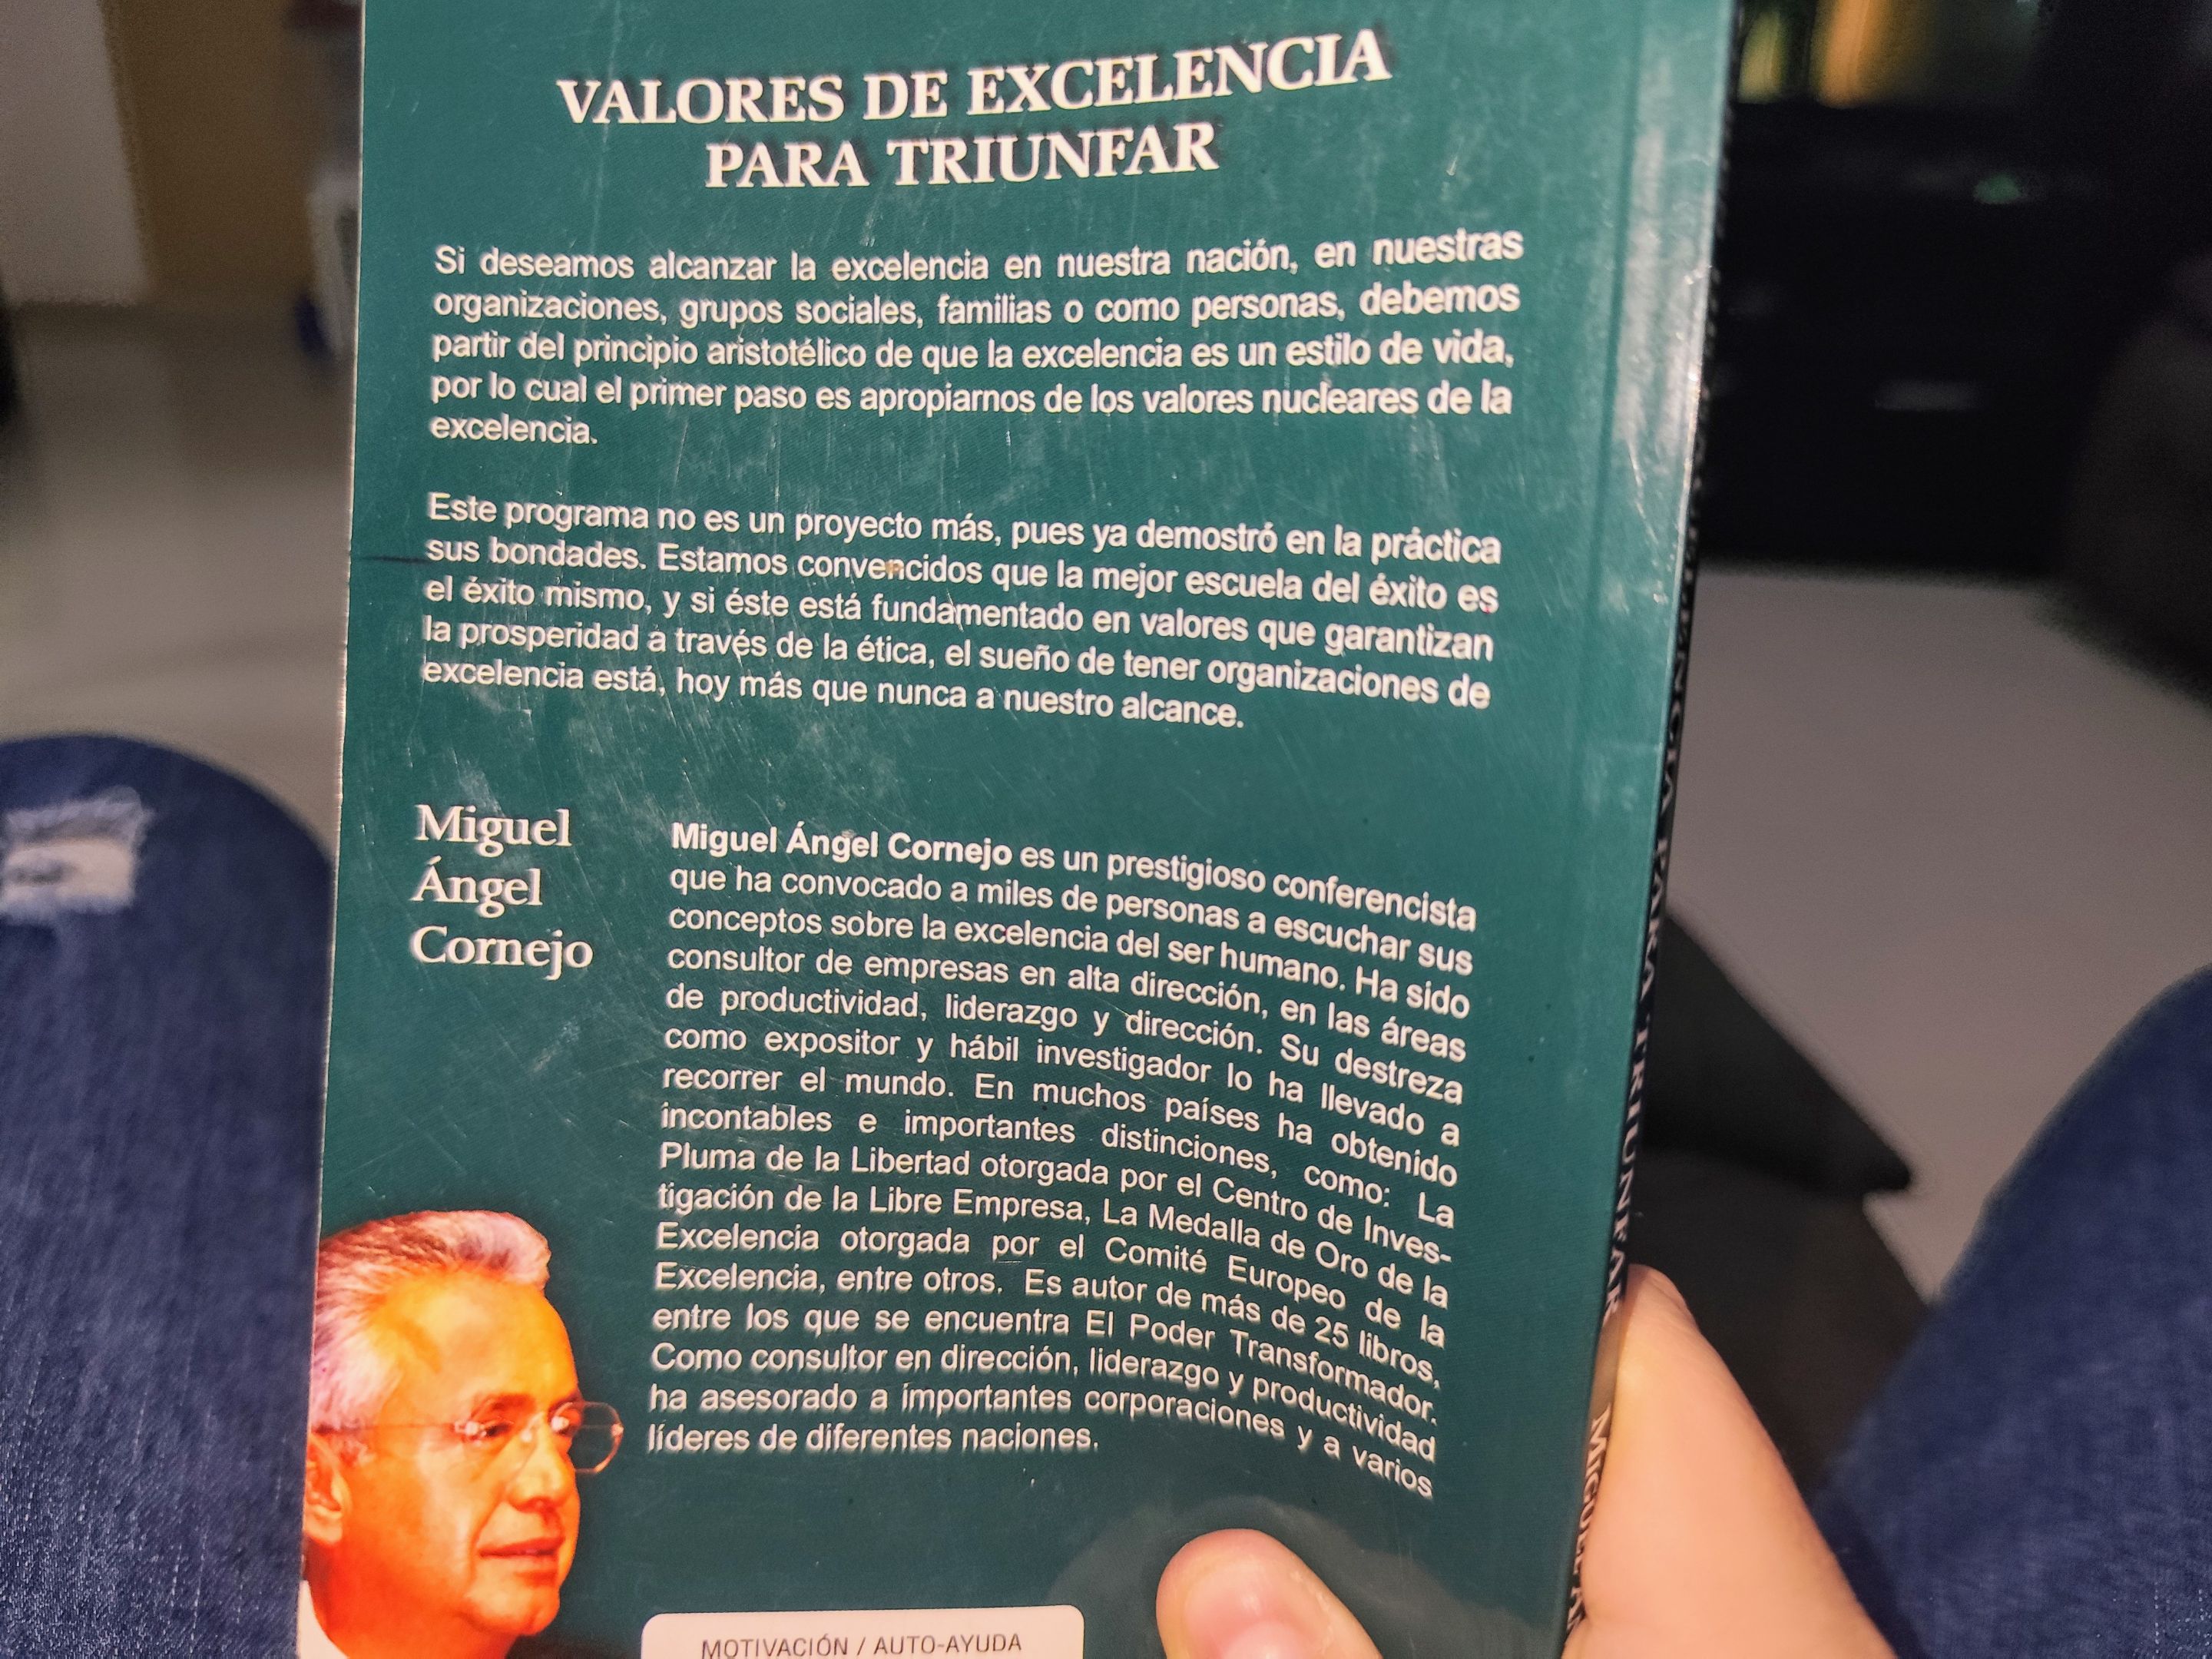 VALORES DE EXCELENCIA
PARA TRIUNFAR
Si deseamos alcanzar la excelencia en nuestra nación, en nuestras
organizaciones, grupos sociales, familias o como personas, debemos
partir del principio aristotélico de que la excelencia es un estilo de vida,
por lo cual el primer paso es apropiarnos de los valores nucleares de la
excelencia.
Este programa no es un proyecto más, pues ya demostró en la práctica
sus bondades. Estamos convencidos que la mejor escuela del éxito es
el éxito mismo, y si éste está fundamentado en valores que garantizan
la prosperidad a través de la ética, el sueño de tener organizaciones de
excelencia está, hoy más que nunca a nuestro alcance.
Miguel
Ángel
Cornejo
Miguel Ángel Cornejo es un prestigioso conferencista
que ha convocado a miles de personas a escuchar sus
conceptos sobre la excelencia del ser humano. Ha sido
consultor de empresas en alta dirección, en las áreas
de productividad, liderazgo y dirección. Su destreza
como expositor y hábil investigador lo ha llevado a
recorrer el mundo. En muchos países ha obtenido
incontables e importantes distinciones, como: La
Pluma de la Libertad otorgada por el Centro de Inves-
tigación de la Libre Empresa, La Medalla de Oro de la
Excelencia otorgada por el Comité Europeo de la
Excelencia, entre otros. Es autor de más de 25 libros,
entre los que se encuentra El Poder Transformador.
Como consultor en dirección, liderazgo y productividad
ha asesorado a importantes corporaciones y a varios
líderes de diferentes naciones.
MOTIVACIÓN / AUTO-AYUDA
PARA TRIUNFAR
MIGUEL